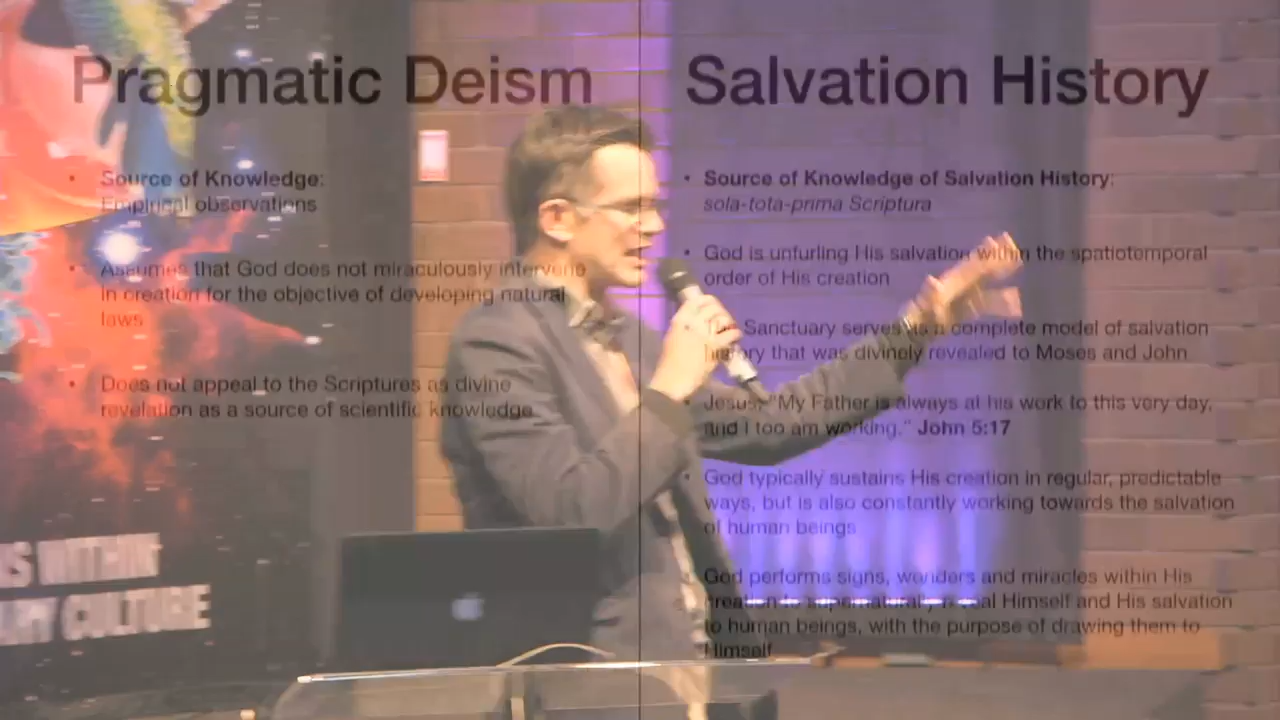 Pragmatic Deism
• Source of Knowledge:
Empirical observations
• Assumes that God does not miraculously intervene
in creation for the objective of developing natural
laws
• Does not appeal to the Scriptures as divine
revelation as a source of scientific knowledge
Salvation History
• Source of Knowledge of Salvation History:
sola-tota-prima Scriptura
• God is unfurling His salvation within the spatiotemporal
order of His creation
• The Sanctuary serves as a complete model of salvation
history that was divinely revealed to Moses and John
• Jesus, “My Father is always at his work to this very day,
and I too am working.” John 5:17
• God typically sustains His creation in regular, predictable
ways, but is also constantly working towards the salvation
of human beings
• God performs signs, wonders and miracles within His
creation to supernaturally reveal Himself and His salvation
to human beings, with the purpose of drawing them to
Himself
WITHIN
CULTURE